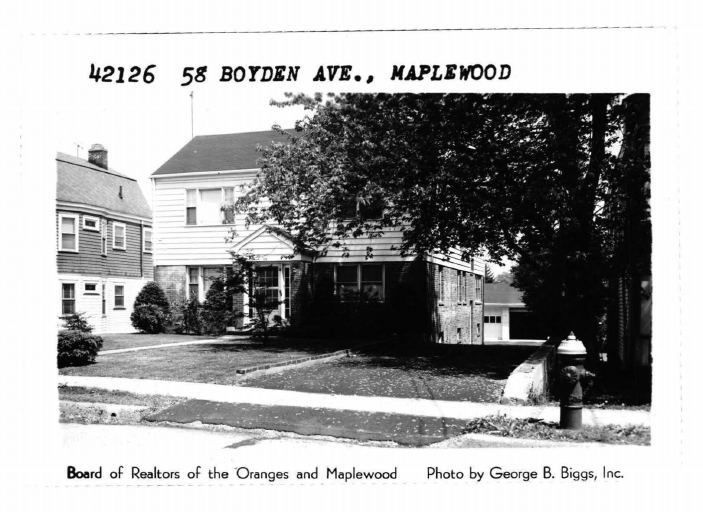 42126 58 BOYDEN AVE., MAPLEWOOD
Board of Realtors of the Oranges and Maplewood Photo by George B. Biggs, Inc.